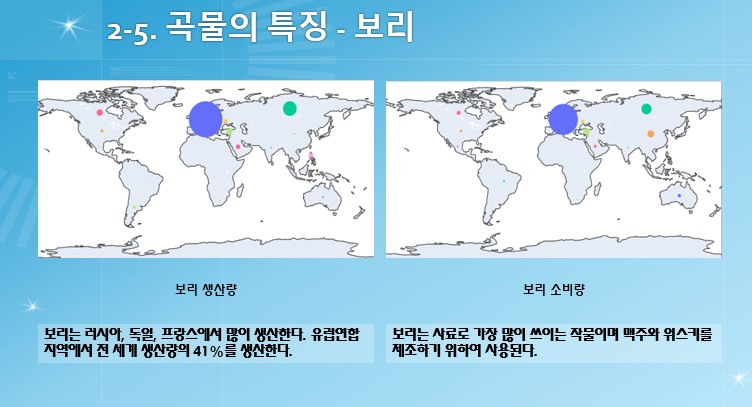 2-5. 곡물의 특징 - 보리
보리 생산량
보리 소비량
보리는 러시아, 독일, 프랑스에서 많이 생산한다. 유럽연합
지역에서 전 세계 생산량의 41%를 생산한다.
보리는 사료로 가장 많이 쓰이는 작물이며 맥주와 위스키를
제조하기 위하여 사용된다.